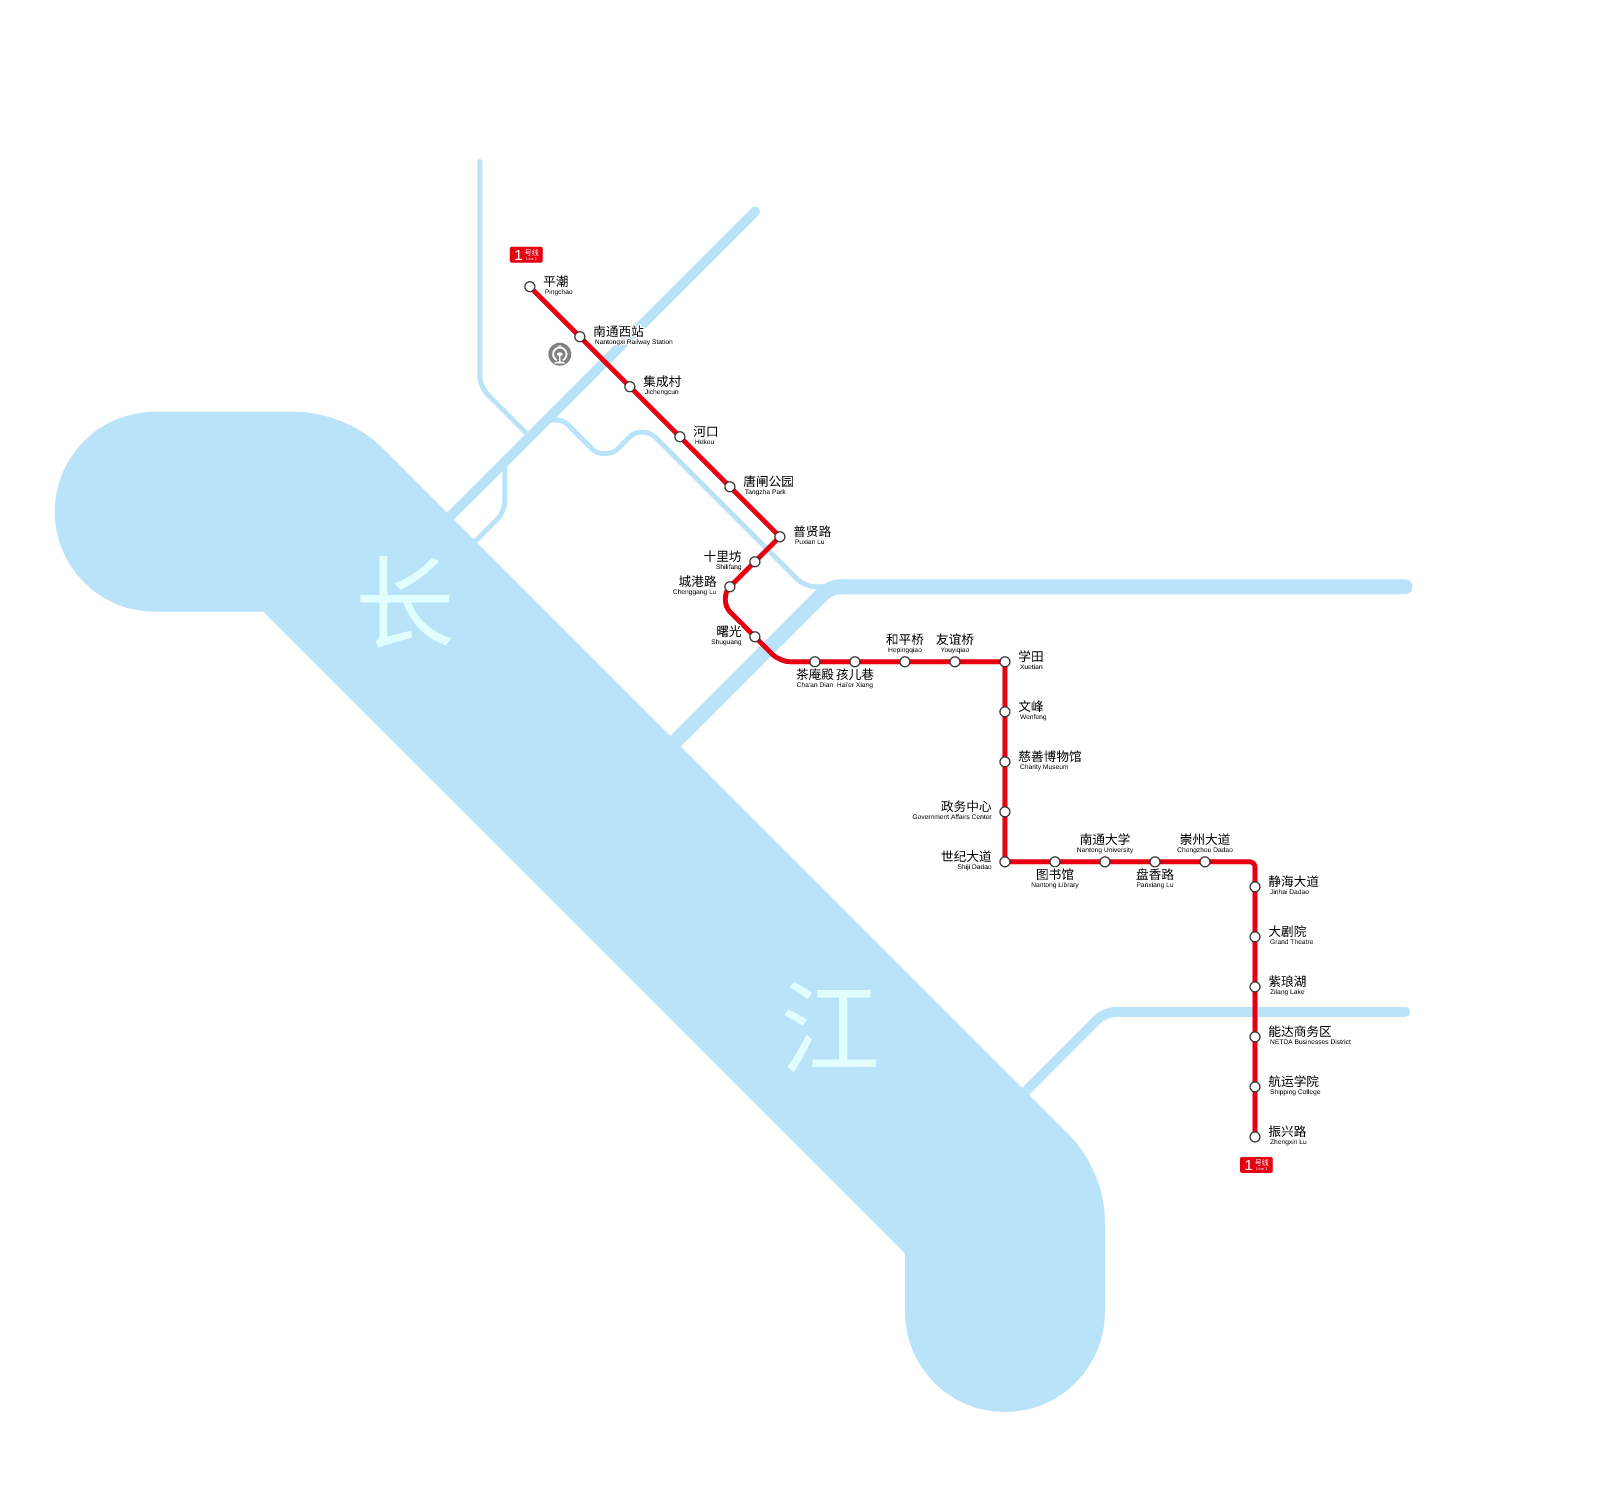 1 号线
Line 1
平潮
Pingchao
南通西站
Nantongxi Railway Station
集成村
Jichengcun
河口
Hekou
唐闸公园
Tangzha Park
普贤路
Puxian Lu
十里坊
Shilifang
城港路
Chenggang Lu
曙光
Shuguang
和平桥
Hepingqiao
友谊桥
Youyiqiao
茶庵殿
Cha'an Dian
孩儿巷
Hai'er Xiang
学田
Xuetian
文峰
Wenfeng
慈善博物馆
Charity Museum
政务中心
Government Affairs Center
世纪大道
Shiji Dadao
图书馆
Nantong Library
南通大学
Nantong University
盘香路
Panxiang Lu
崇州大道
Chongzhou Dadao
静海大道
Jinhai Dadao
大剧院
Grand Theatre
紫琅湖
Zilang Lake
能达商务区
NETDA Businesses District
航运学院
Shipping College
振兴路
Zhengxin Lu
1 号线
Line 1
长
江